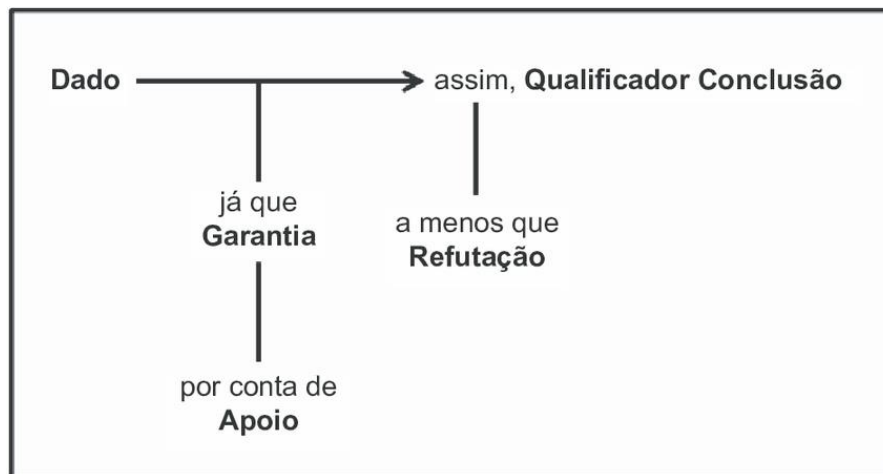 Dado assim, Qualificador Conclusão
já que
Garantia
a menos que
Refutação
por conta de
Apoio